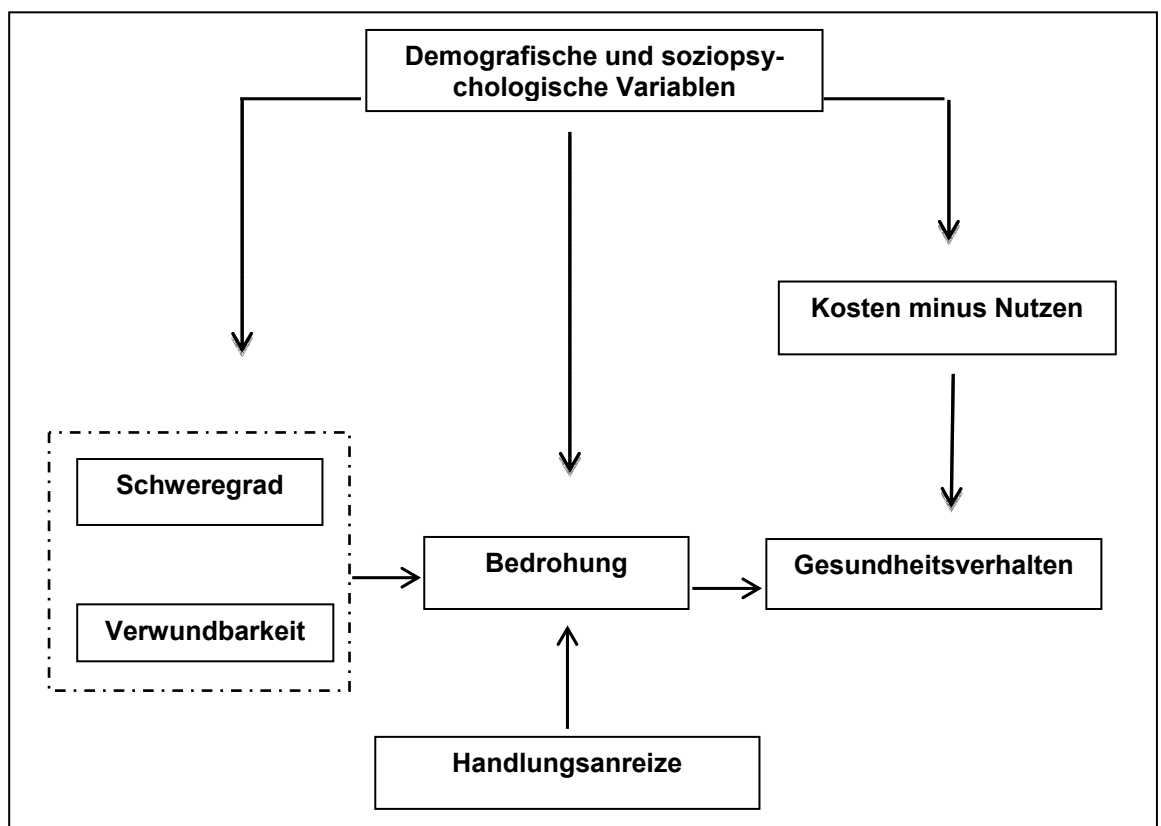 Demografische und soziopsy-
chologische Variablen
Kosten minus Nutzen
Schweregrad
Bedrohung
Gesundheitsverhalten
Verwundbarkeit
Handlungsanreize